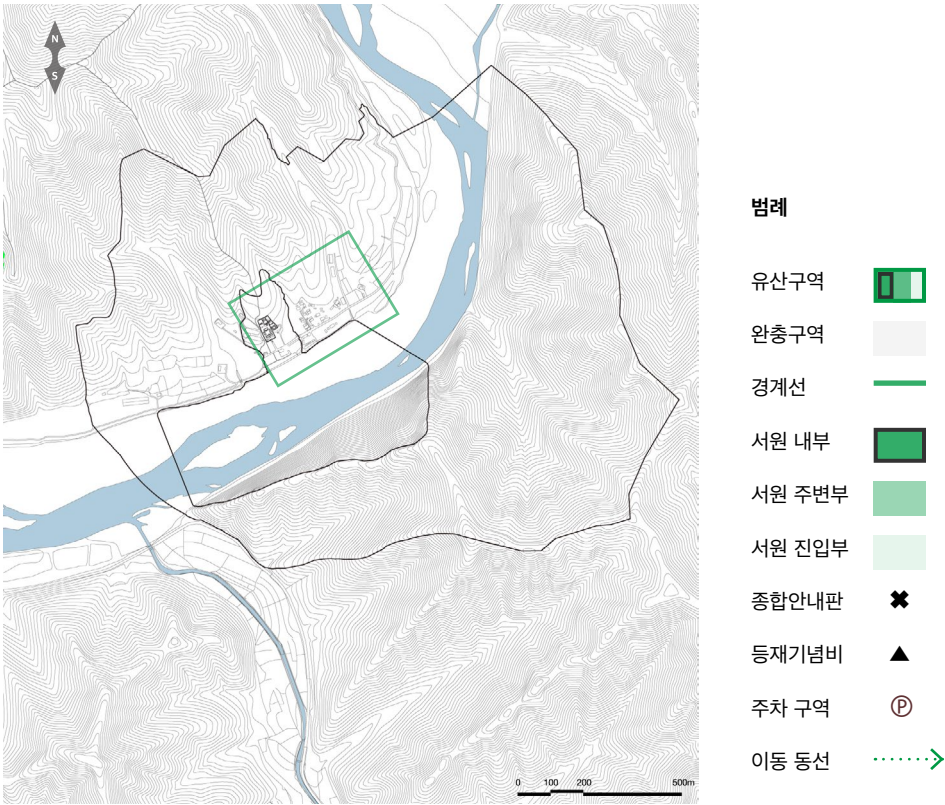 N
S
범례
유산구역
완충구역
경계선
서원 내부
서원 주변부
서원 진입부
종합안내판
등재기념비
주차 구역 Ⓟ
이동 동선
0 100 200 500m